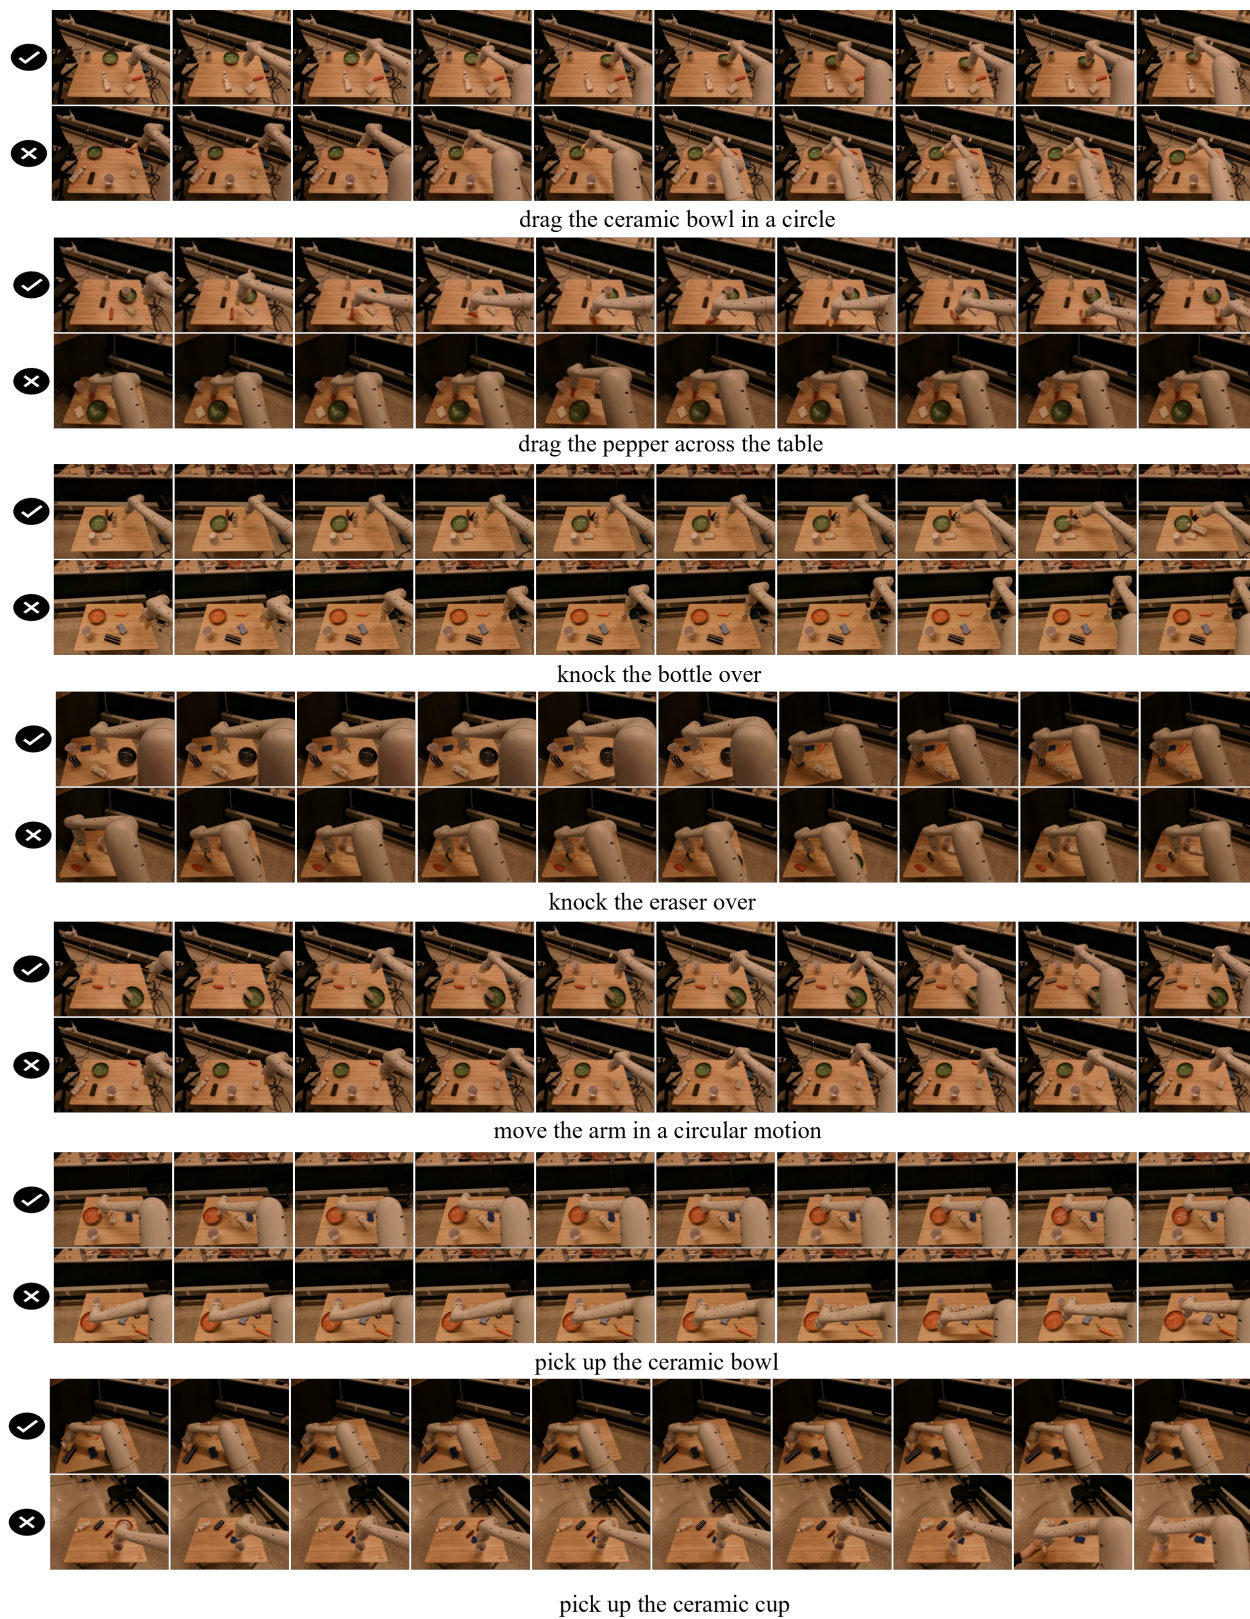 drag the ceramic bowl in a circle
drag the pepper across the table
knock the bottle over
knock the eraser over
move the arm in a circular motion
pick up the ceramic bowl
pick up the ceramic cup